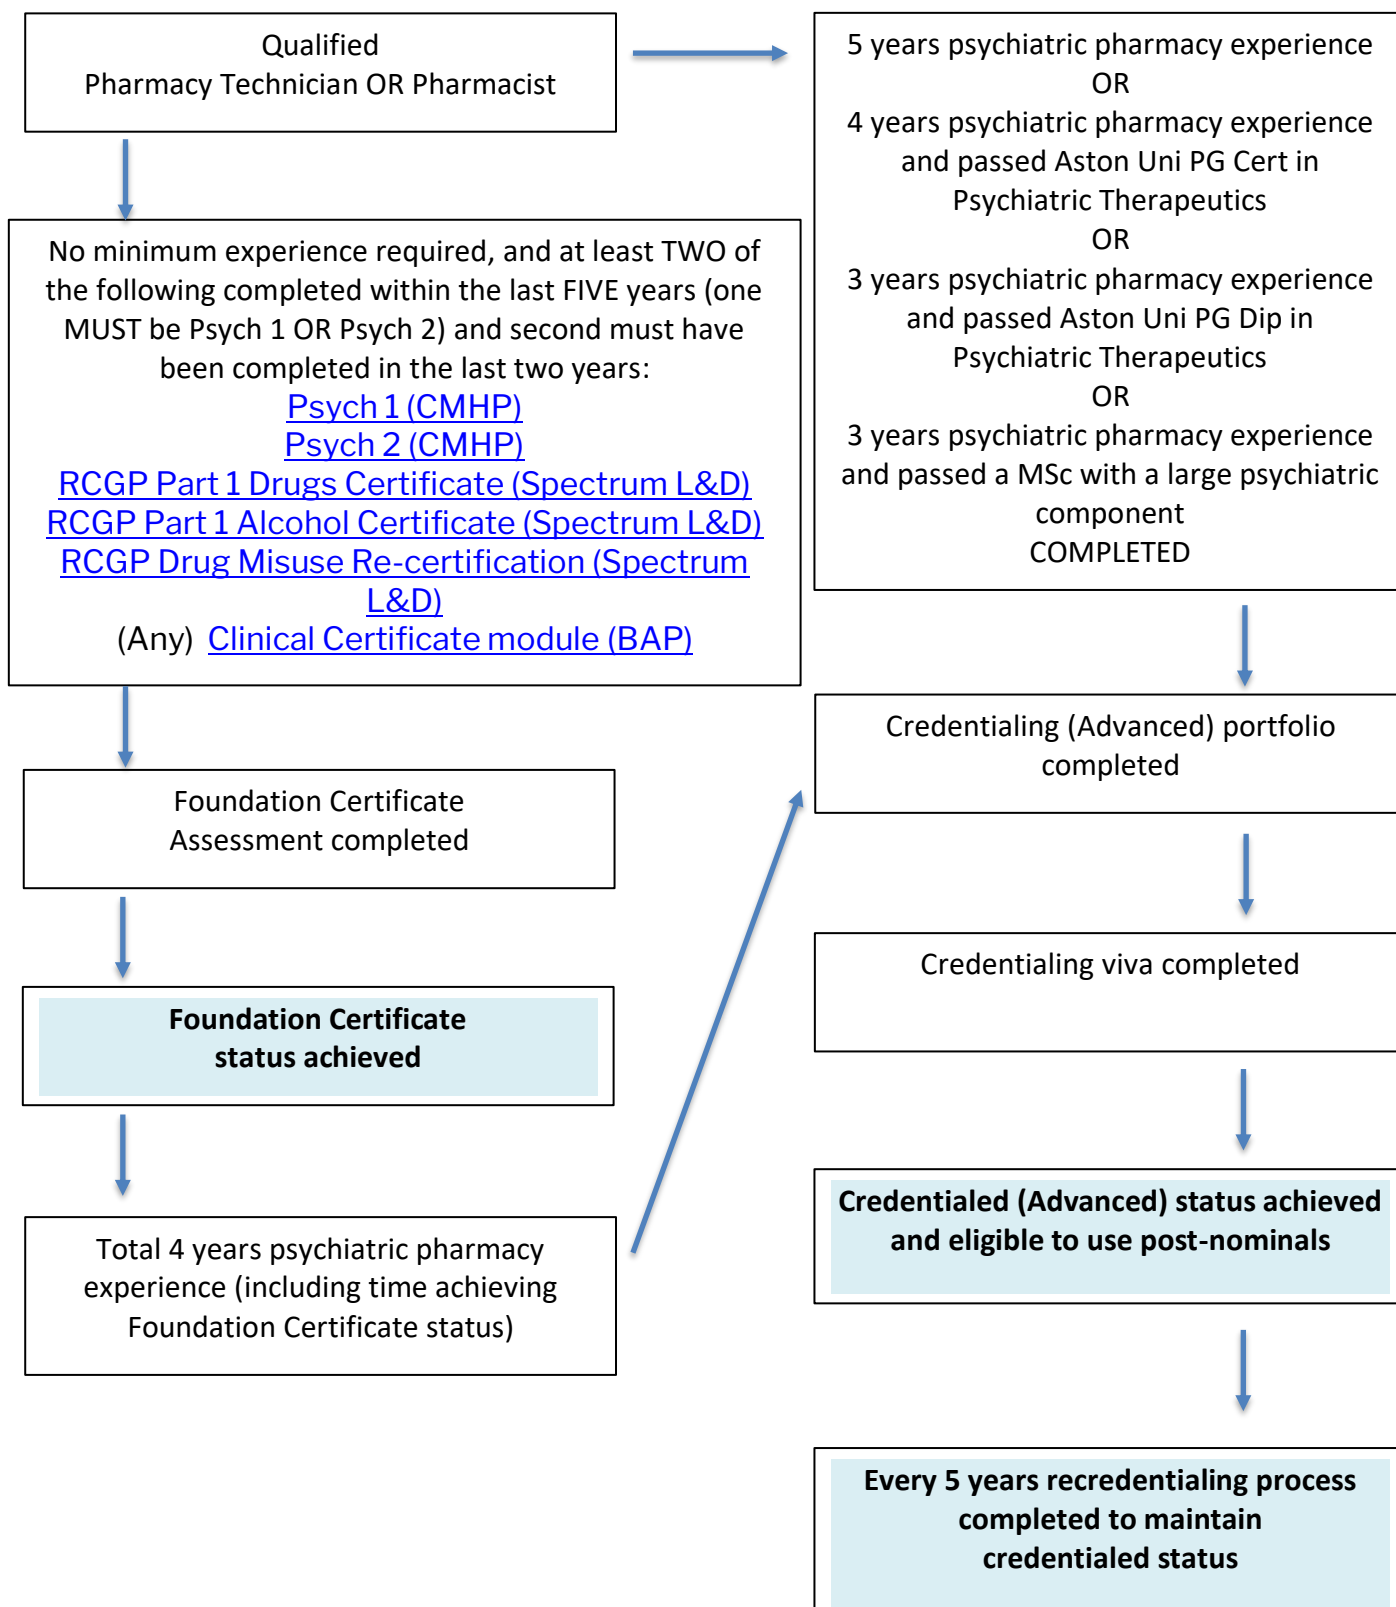 Qualified
Pharmacy Technician OR Pharmacist
No minimum experience required, and at least TWO of
the following completed within the last FIVE years (one
MUST be Psych 1 OR Psych 2) and second must have
been completed in the last two years:
Psych 1 (CMHP)
Psych 2 (CMHP)
RCGP Part 1 Drugs Certificate (Spectrum L&D)
RCGP Part 1 Alcohol Certificate (Spectrum L&D)
RCGP Drug Misuse Re-certification (Spectrum
L&D)
(Any) Clinical Certificate module (BAP)
Foundation Certificate
Assessment completed
Foundation Certificate
status achieved
Total 4 years psychiatric pharmacy
experience (including time achieving
Foundation Certificate status)
5 years psychiatric pharmacy experience
OR
4 years psychiatric pharmacy experience
and passed Aston Uni PG Cert in
Psychiatric Therapeutics
OR
3 years psychiatric pharmacy experience
and passed Aston Uni PG Dip in
Psychiatric Therapeutics
OR
3 years psychiatric pharmacy experience
and passed a MSc with a large psychiatric
component
COMPLETED
Credentialing (Advanced) portfolio
completed
Credentialing viva completed
Credentialed (Advanced) status achieved
and eligible to use post-nominals
Every 5 years recredentialing process
completed to maintain
credentialed status